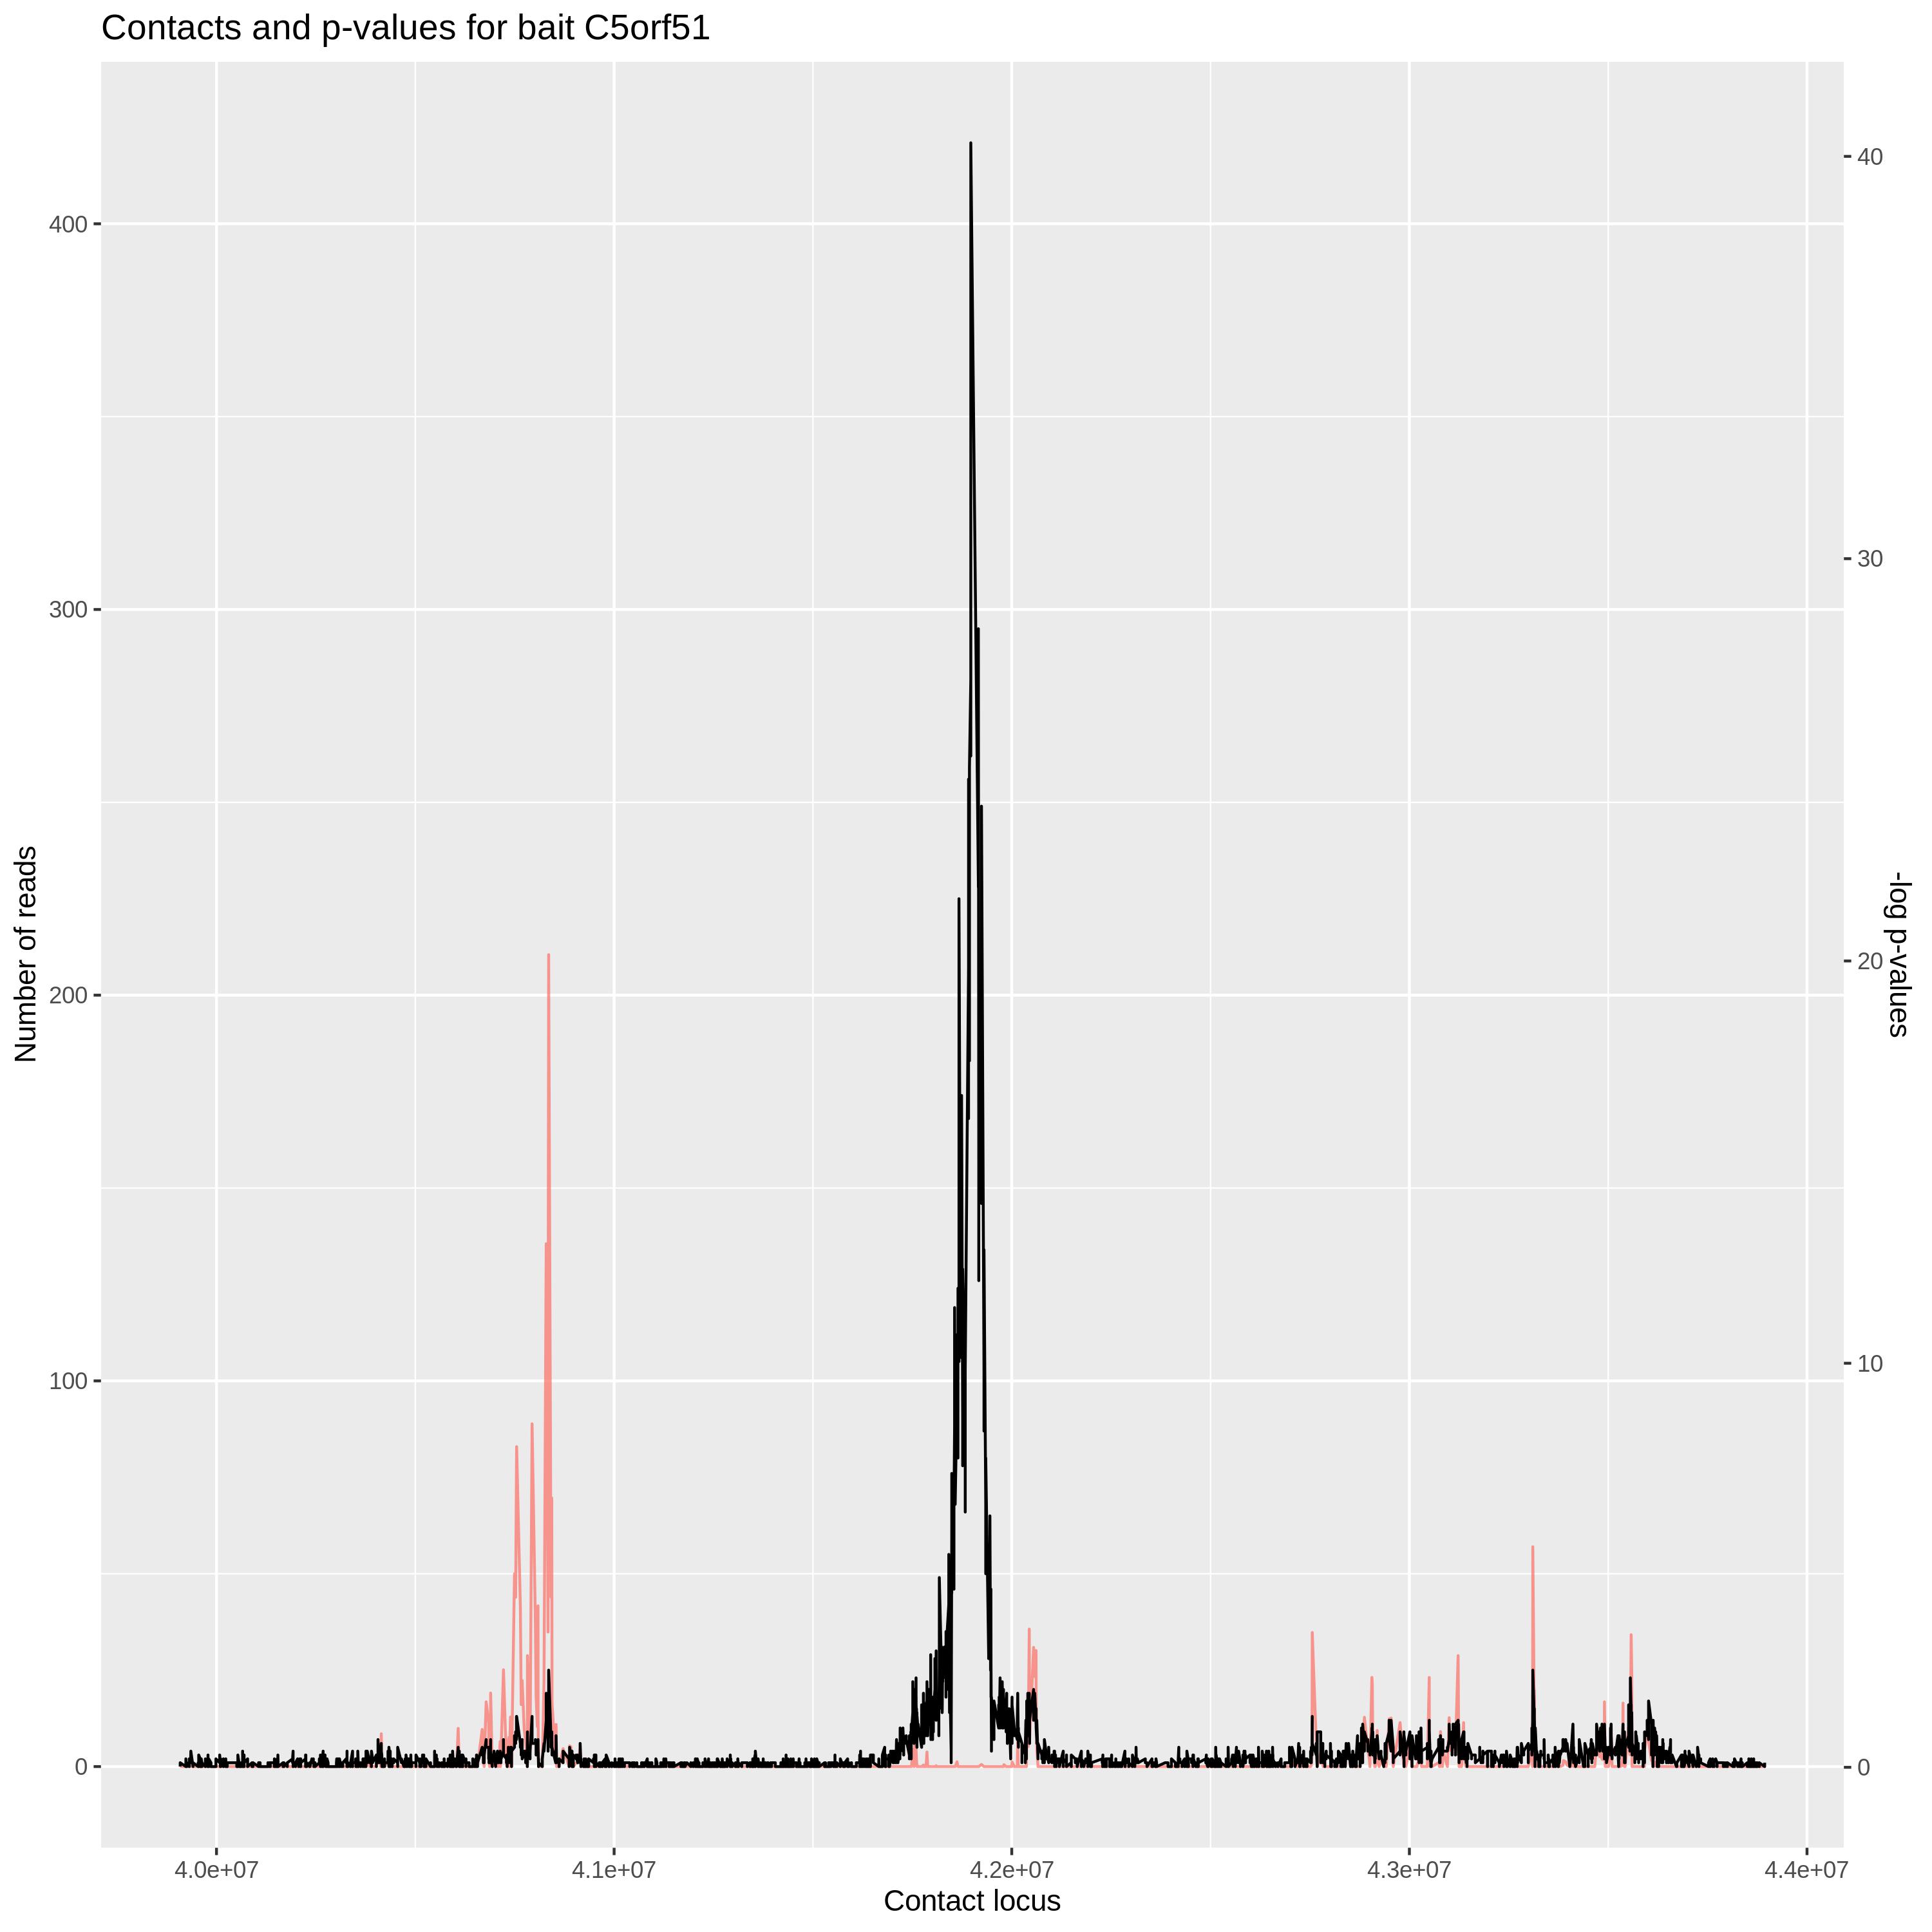 Contacts and p-values for bait C5orf51
400
300
200
100
0
Number of reads
40
30
20
10
0
-log p-values
4.0e+07
4.1e+07
4.2e+07
4.3e+07
4.4e+07
Contact locus